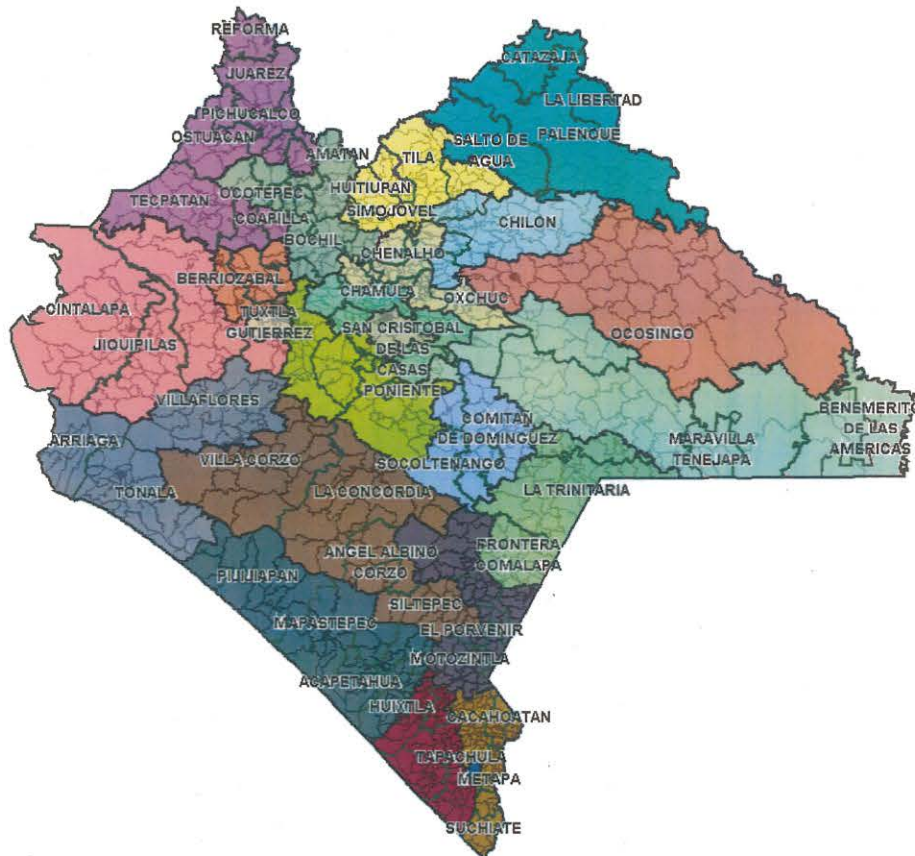 REFORMA
JUAREZ
PICHUCALCO
OSTUACAN
AMATAN
TECPATAN
OCOTEPEC
COAPILLA
BOCHIL
HUITIUPAN
SIMOJOVEL
TILA
SALTO DE
AGUA
CATAZAJA
LA LIBERTAD
PALENQUE
CHILON
CHENALHO
CHAMULA
OXCHUC
OCOSINGO
BERRIOZABAL
TUXTLA
GUTIERREZ
CINTALAPA
JIQUIPILAS
SAN CRISTOBAL
DE LAS
CASAS
PONIENTE
VILLAFLORES
ARRIAGA
TONALA
VILLA CORZO
LA CONCORDIA
SOCOLTENANGO
COMITAN
DE DOMINGUEZ
MARAVILLA
TENEJAPA
BENEMERITO
DE LAS
AMERICAS
LA TRINITARIA
FRONTERA
COMALAPA
ANGEL ALBINO
CORZO
PIJIJIAPAN
SILTEPEC
MAPASTEPEC
EL PORVENIR
MOTOZINTLA
ACAPETAHUA
HUIXTLA
CACAHOATAN
TAPACHULA
METAPA
SUCHIATE